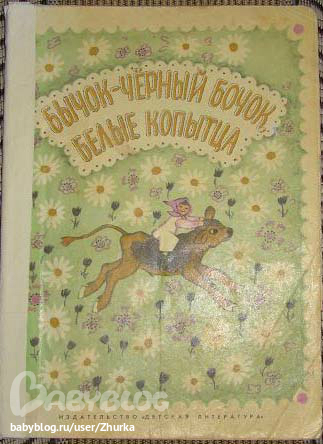 БЫЧОК-ЧЁРНЫЙ БОЧОК,
БЕЛЫЕ КОПЫТЦА
BABYBLOG
ИЗДАТЕЛЬСТВО «ДЕТСКАЯ ЛИТЕРАТУРА»
babyblog.ru/user/Zhurka